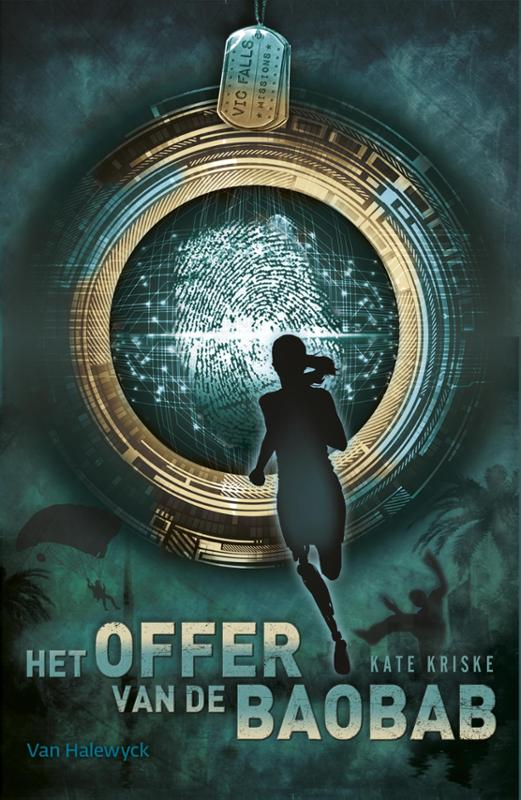 VIC FALLS
★ MISSIONS ★
HET OFFER
KATE KRISKE
VAN DE BAOBAB
Van Halewyck